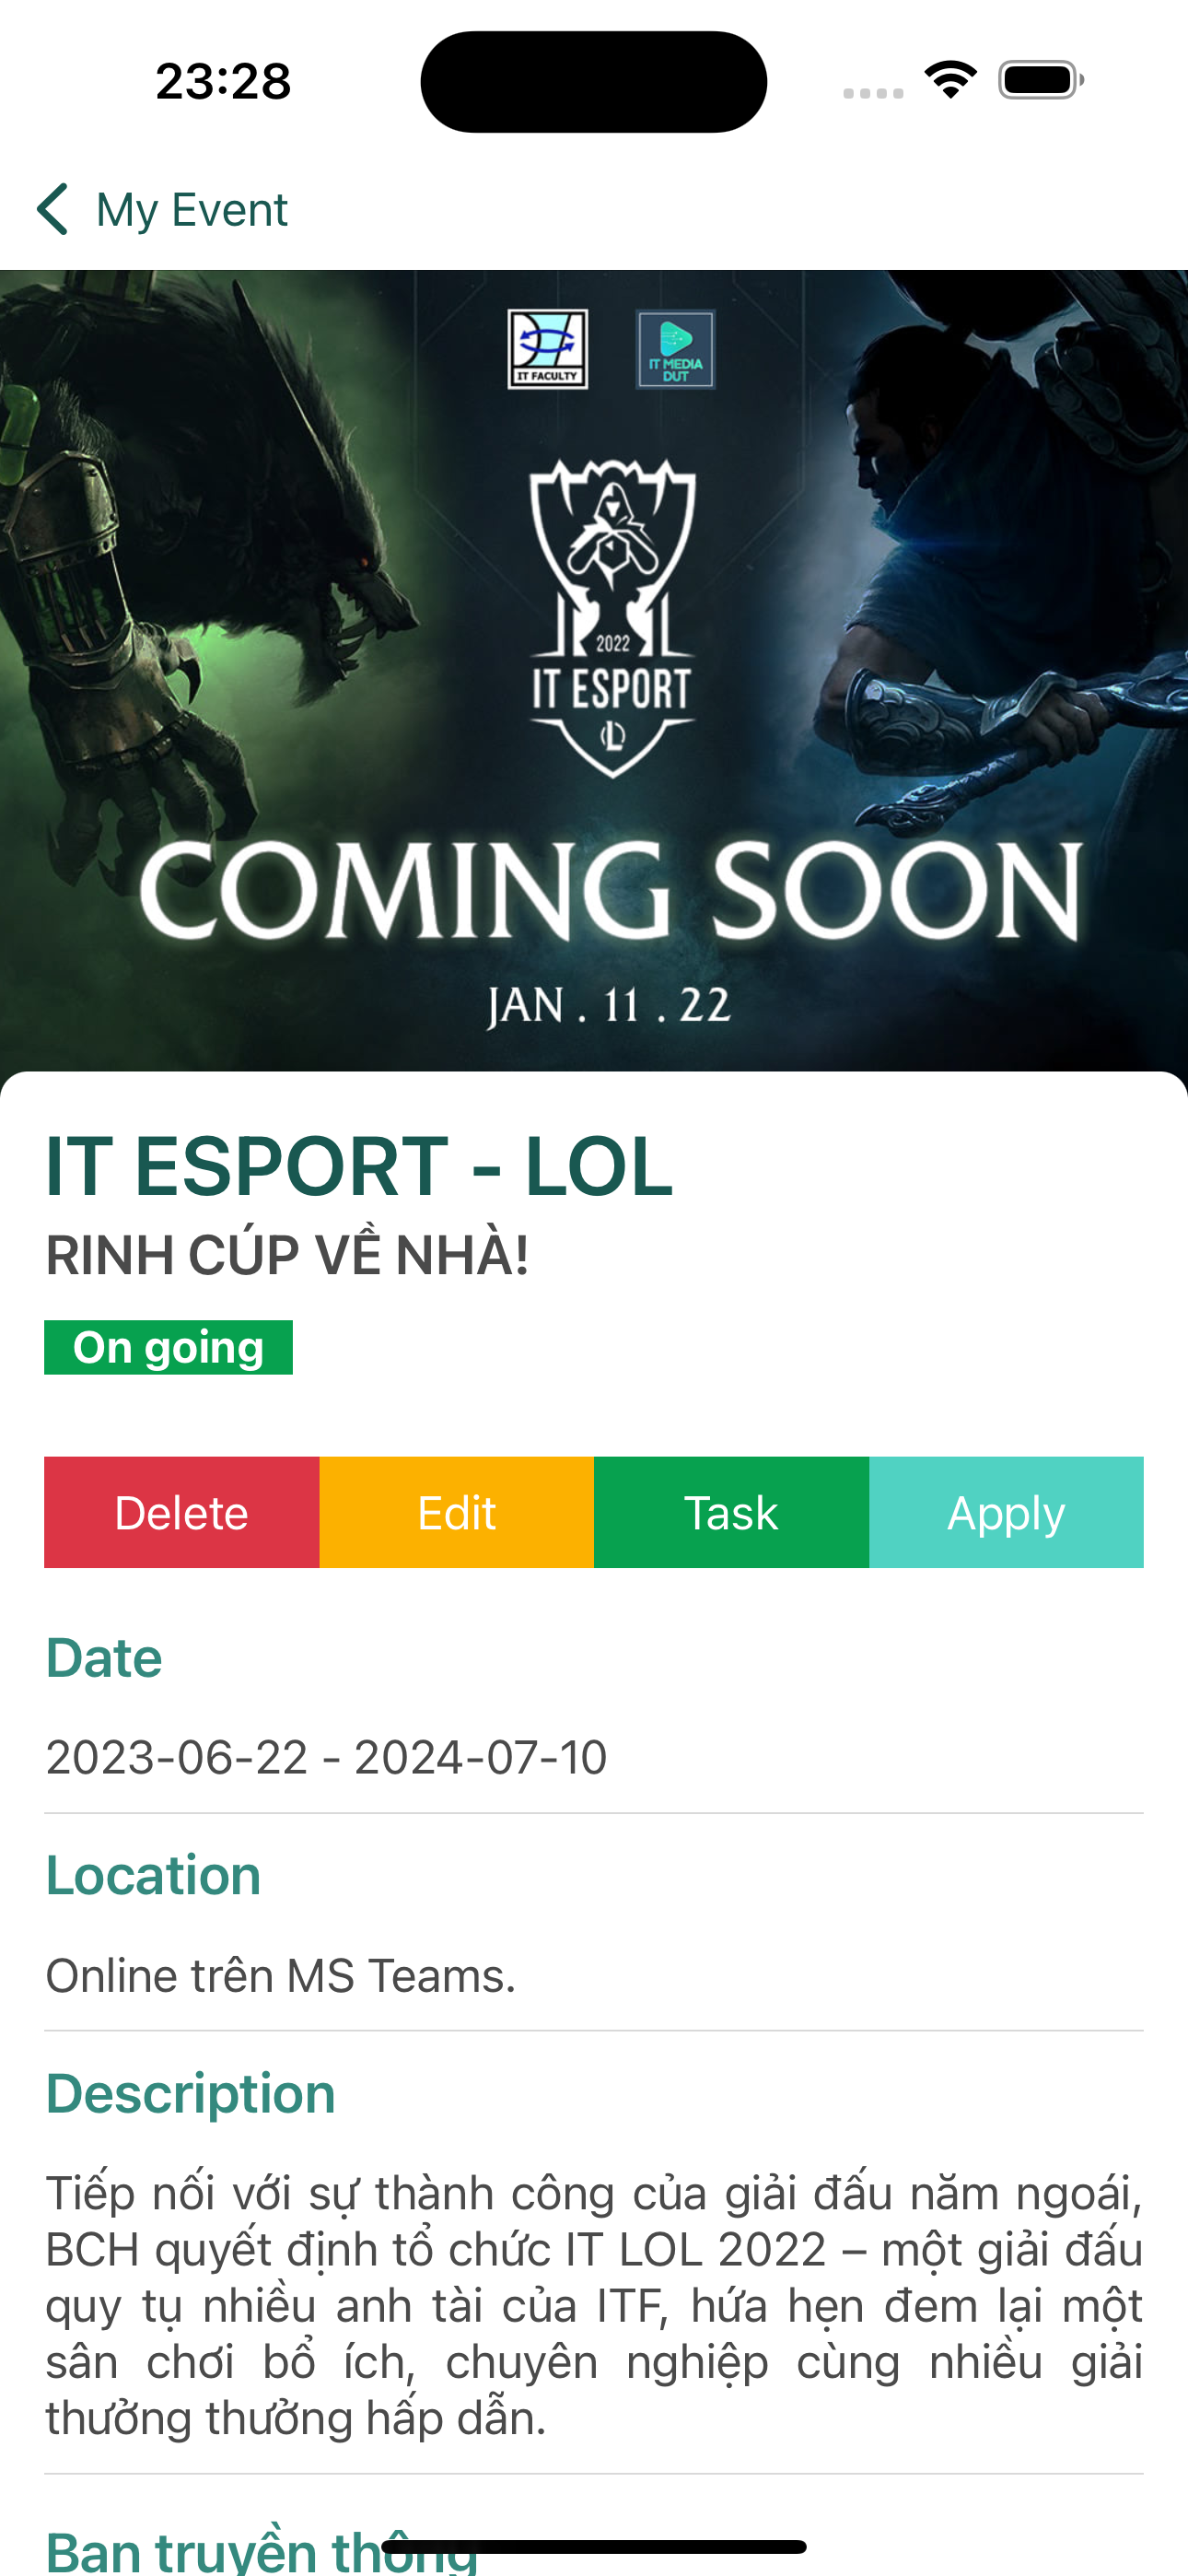 23:28
My Event
IT FACULTY
IT MEDIA
DUT
2022
IT ESPORT
COMING SOON
JAN . 11 . 22
IT ESPORT - LOL
RINH CÚP VỀ NHÀ!
On going
Delete
Edit
Task
Apply
Date
2023-06-22 - 2024-07-10
Location
Online trên MS Teams.
Description
Tiếp nối với sự thành công của giải đấu năm ngoái,
BCH quyết định tổ chức IT LOL 2022 – một giải đấu
quy tụ nhiều anh tài của ITF, hứa hẹn đem lại một
sân chơi bổ ích, chuyên nghiệp cùng nhiều giải
thưởng thưởng hấp dẫn.
Ban truyền thông